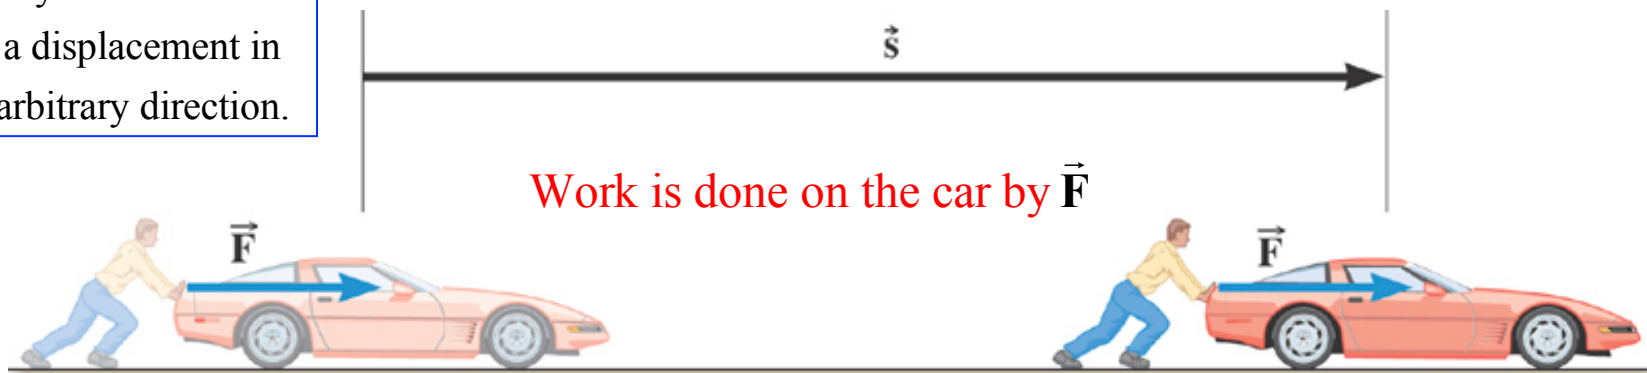 a displacement in
arbitrary direction.
s⃗
Work is done on the car by F⃗
F⃗
F⃗